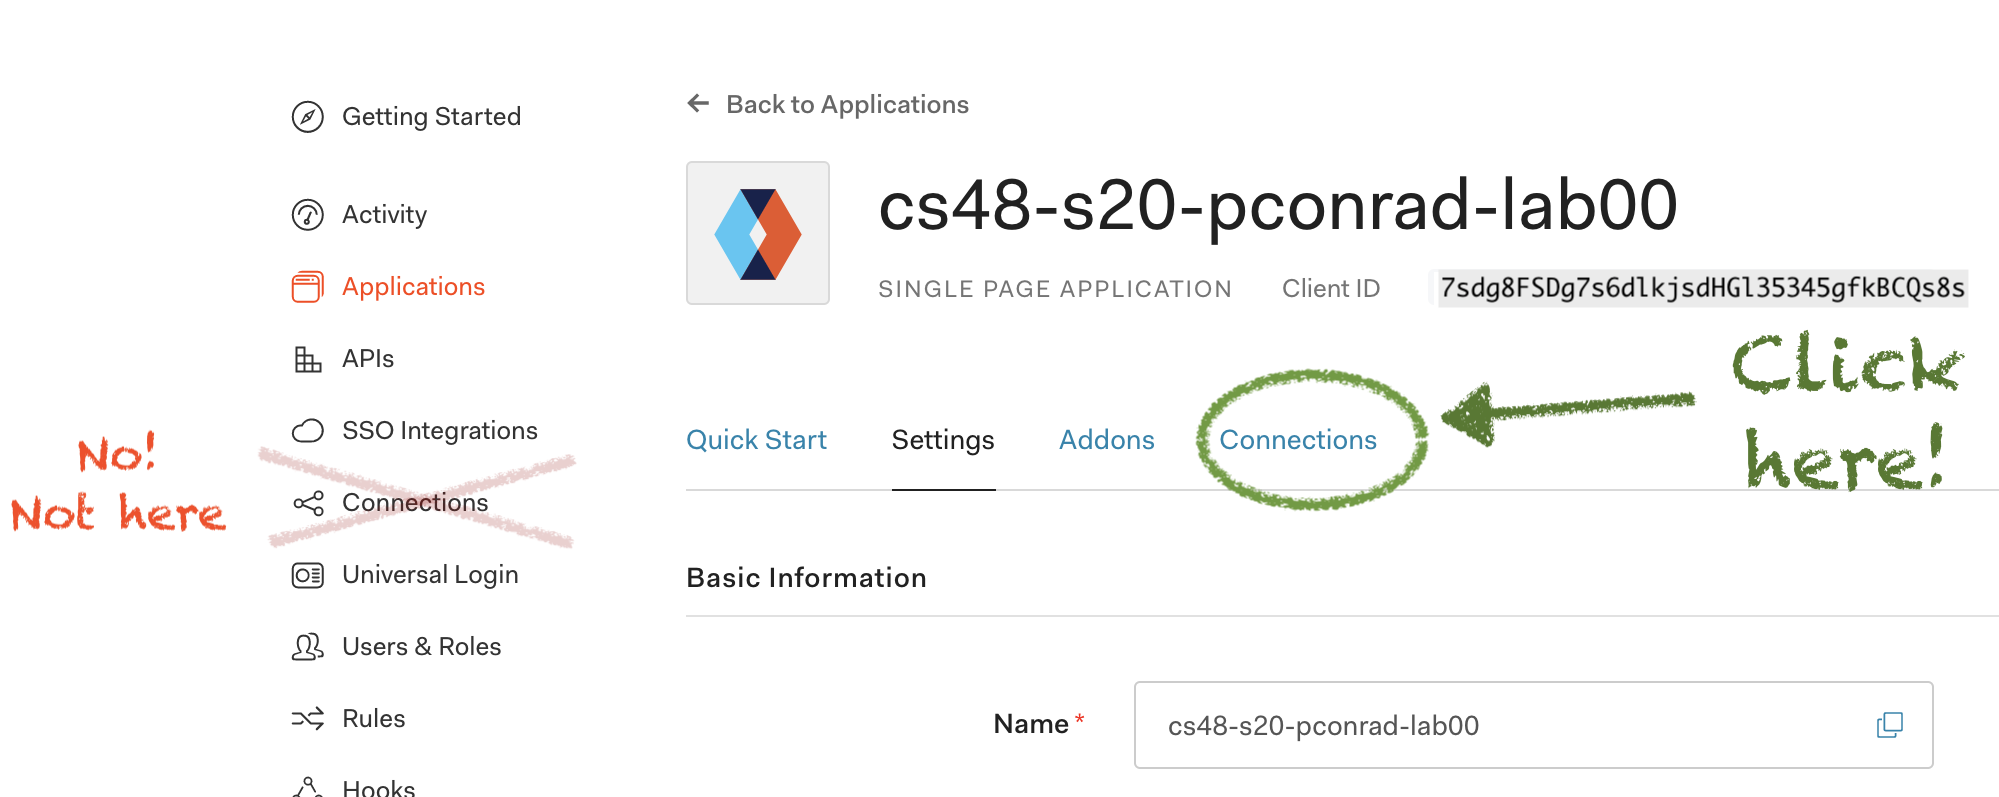 Getting Started
Activity
Applications
APIs
SSO Integrations
Connections
Universal Login
Users & Roles
Rules
Hooks
No!
Not here
Back to Applications
cs48-s20-pconrad-lab00
SINGLE PAGE APPLICATION Client ID 7sdg8FSDg7s6dlkjsdHGl35345gfkBCQs8s
Click
here!
Quick Start Settings Addons Connections
Basic Information
Name * cs48-s20-pconrad-lab00